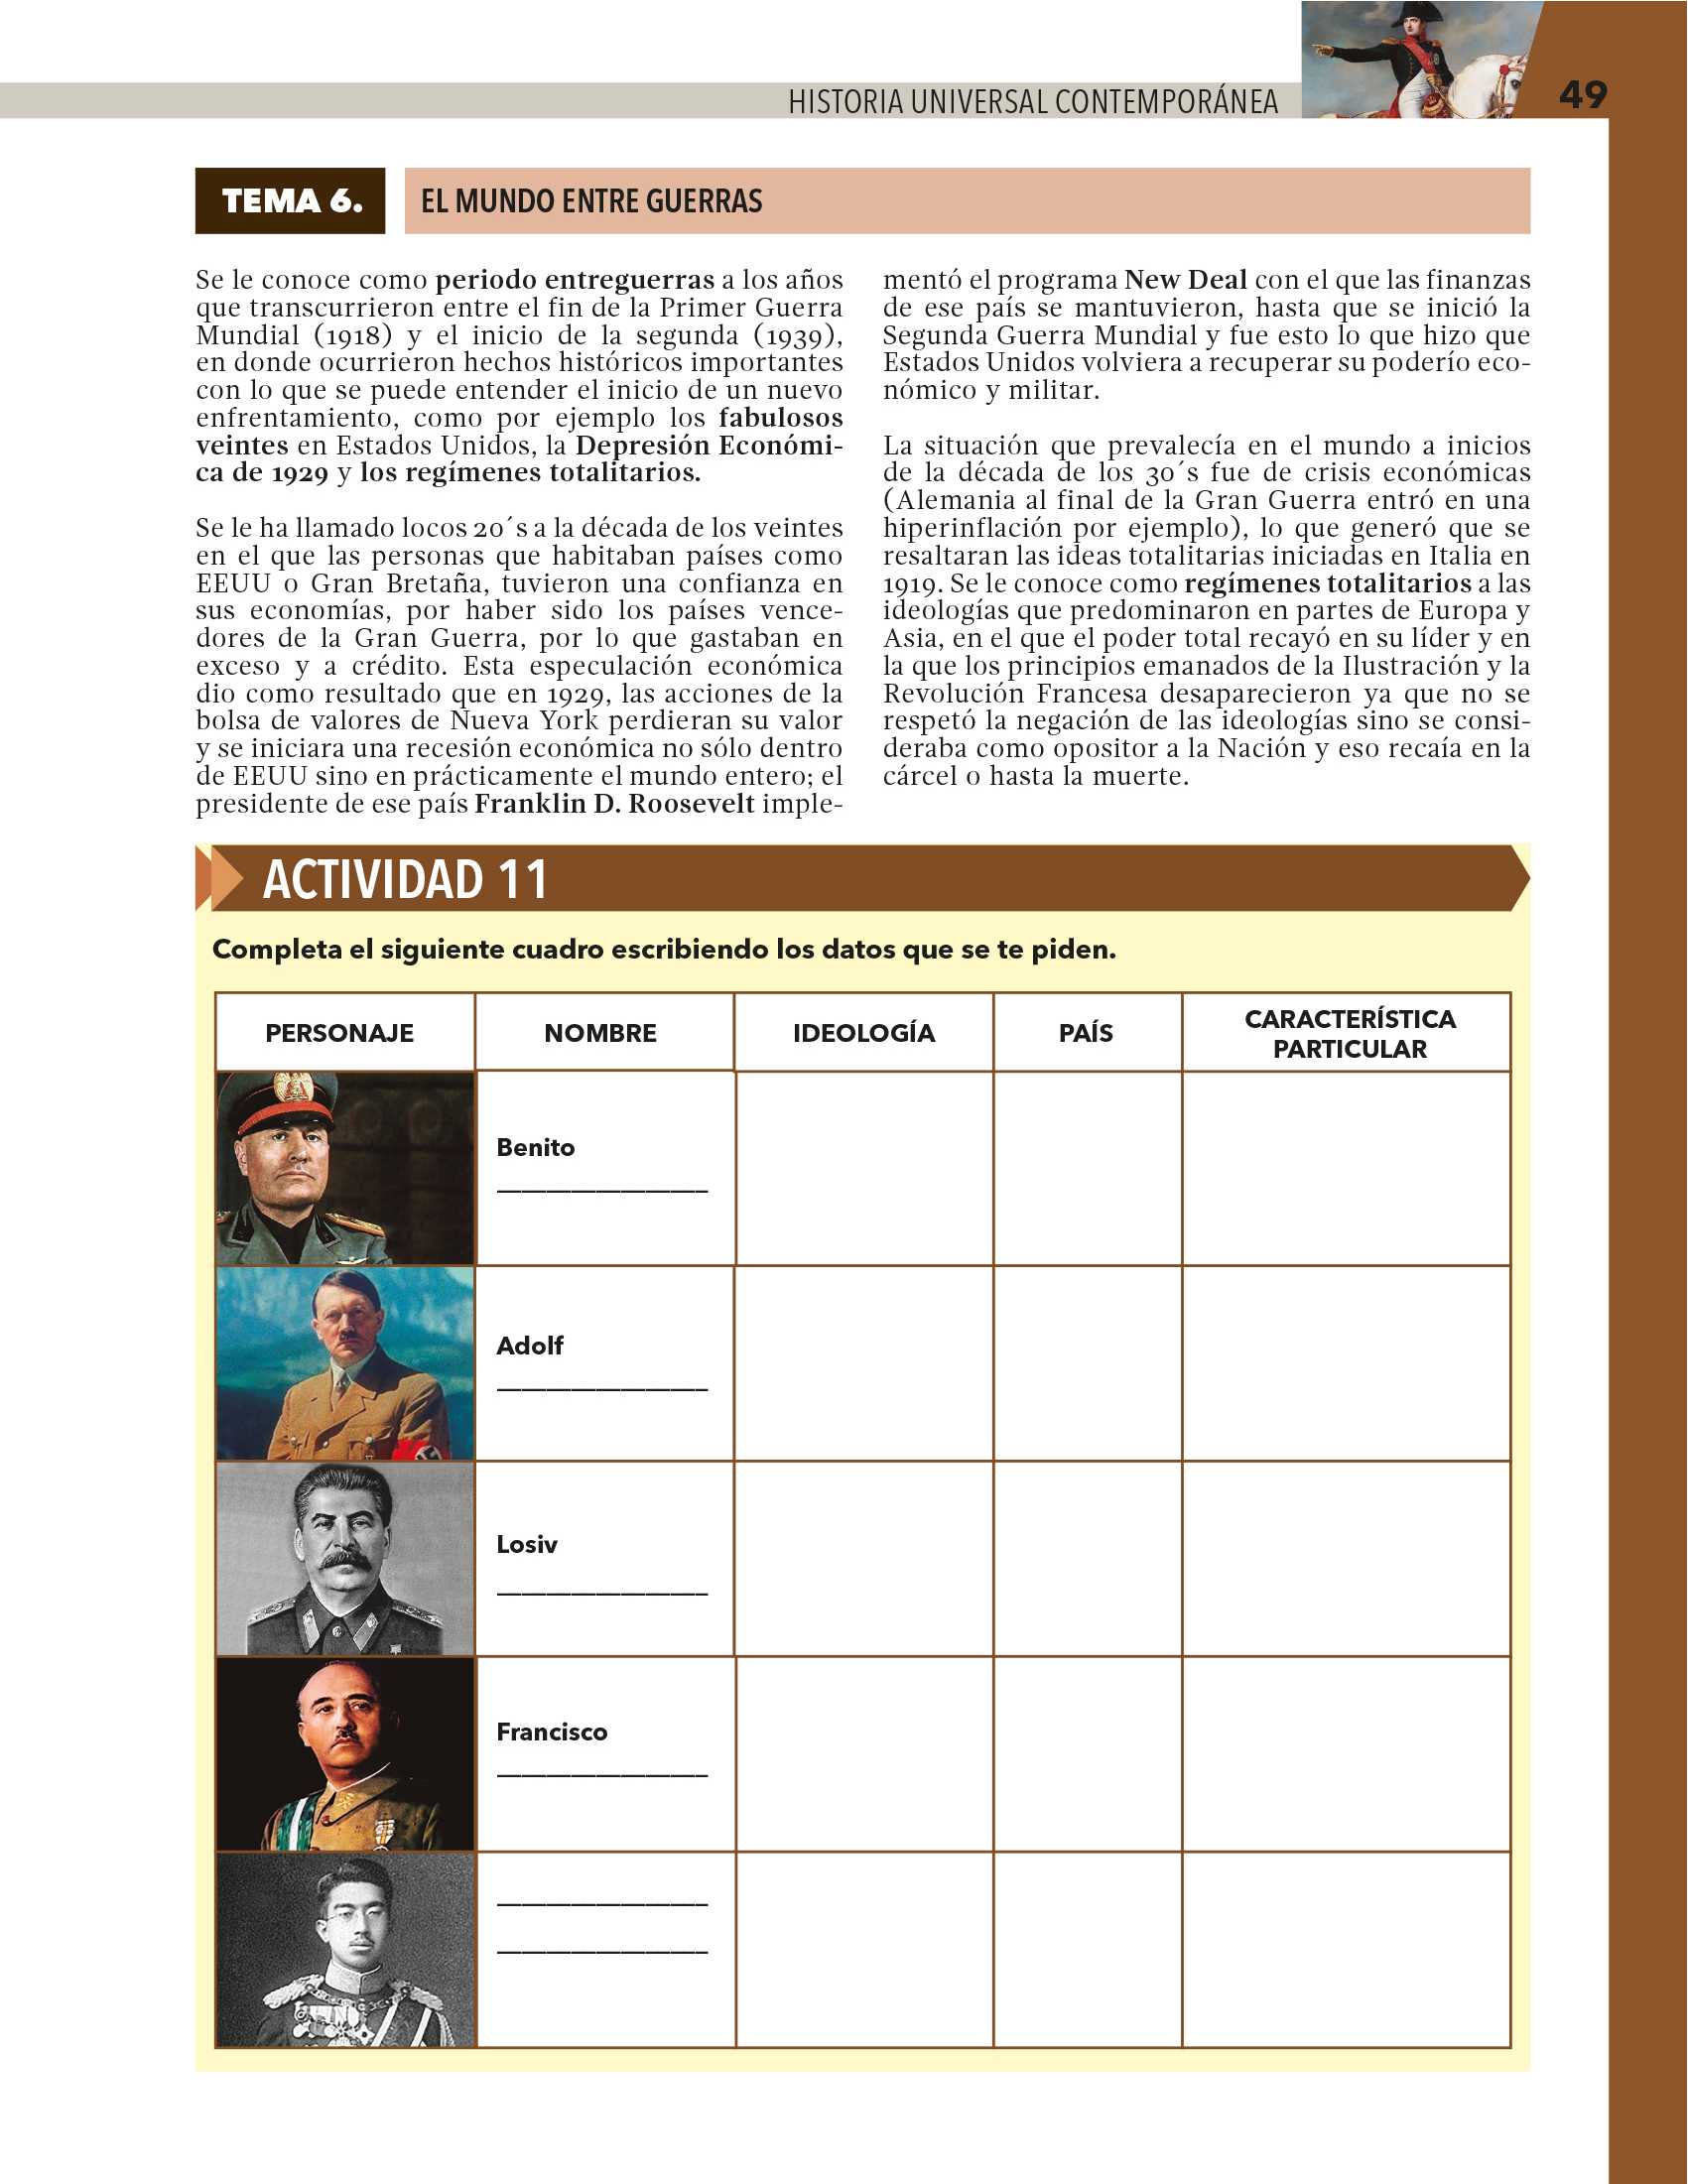 HISTORIA UNIVERSAL CONTEMPORÁNEA
49
TEMA 6.
EL MUNDO ENTRE GUERRAS
Se le conoce como periodo entreguerras a los años
que transcurrieron entre el fin de la Primer Guerra
Mundial (1918) y el inicio de la segunda (1939),
en donde ocurrieron hechos históricos importantes
con lo que se puede entender el inicio de un nuevo
enfrentamiento, como por ejemplo los fabulosos
veintes en Estados Unidos, la Depresión Económi-
ca de 1929 y los regímenes totalitarios.
Se le ha llamado locos 20´s a la década de los veintes
en el que las personas que habitaban países como
EEUU o Gran Bretaña, tuvieron una confianza en
sus economías, por haber sido los países vence-
dores de la Gran Guerra, por lo que gastaban en
exceso y a crédito. Esta especulación económica
dio como resultado que en 1929, las acciones de la
bolsa de valores de Nueva York perdieran su valor
y se iniciara una recesión económica no sólo dentro
de EEUU sino en prácticamente el mundo entero; el
presidente de ese país Franklin D. Roosevelt imple-
mentó el programa New Deal con el que las finanzas
de ese país se mantuvieron, hasta que se inició la
Segunda Guerra Mundial y fue esto lo que hizo que
Estados Unidos volviera a recuperar su poderío eco-
nómico y militar.
La situación que prevalecía en el mundo a inicios
de la década de los 30´s fue de crisis económicas
(Alemania al final de la Gran Guerra entró en una
hiperinflación por ejemplo), lo que generó que se
resaltaran las ideas totalitarias iniciadas en Italia en
1919. Se le conoce como regímenes totalitarios a las
ideologías que predominaron en partes de Europa y
Asia, en el que el poder total recayó en su líder y en
la que los principios emanados de la Ilustración y la
Revolución Francesa desaparecieron ya que no se
respetó la negación de las ideologías sino se consi-
deraba como opositor a la Nación y eso recaía en la
cárcel o hasta la muerte.
ACTIVIDAD 11
Completa el siguiente cuadro escribiendo los datos que se te piden.
PERSONAJE
NOMBRE
IDEOLOGÍA
PAÍS
CARACTERÍSTICA
PARTICULAR
Benito
_________________
Adolf
_________________
Losiv
_________________
Francisco
_________________
_________________
_________________